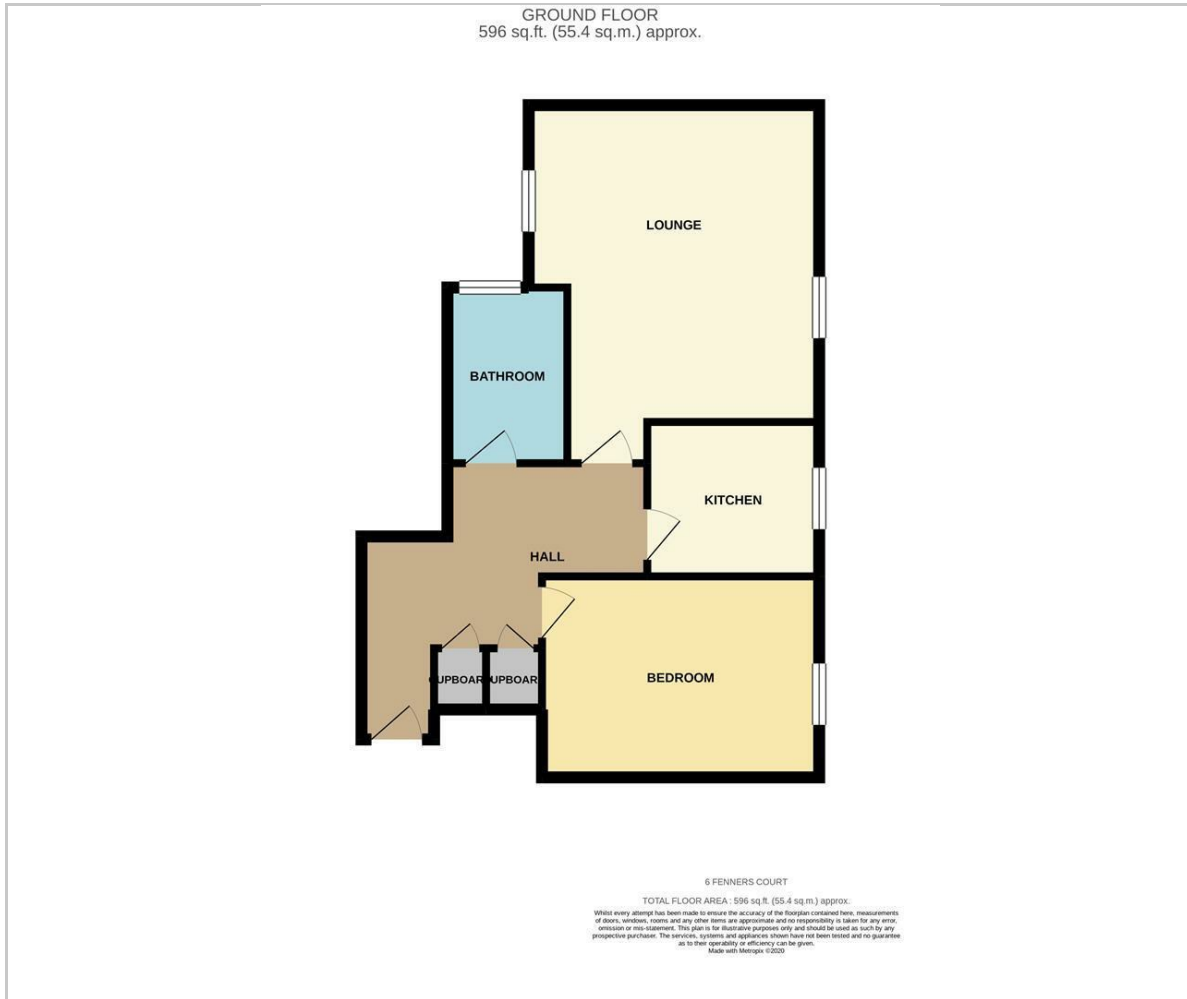 GROUND FLOOR
596 sq.ft. (55.4 sq.m.) approx.
LOUNGE
BATHROOM
KITCHEN
HALL
BEDROOM
CUPBOARD
CUPBOARD
6 FENNERS COURT
TOTAL FLOOR AREA : 596 sq.ft. (55.4 sq.m.) approx.
Whilst every attempt has been made to ensure the accuracy of the floorplan contained here, measurements
of doors, windows, rooms and any other items are approximate and no responsibility is taken for any error,
omission or mis-statement. This plan is for illustrative purposes only and should be used as such by any
prospective purchaser. The services, systems and appliances shown have not been tested and no guarantee
as to their operability or efficiency can be given.
Made with Metropix ©2020